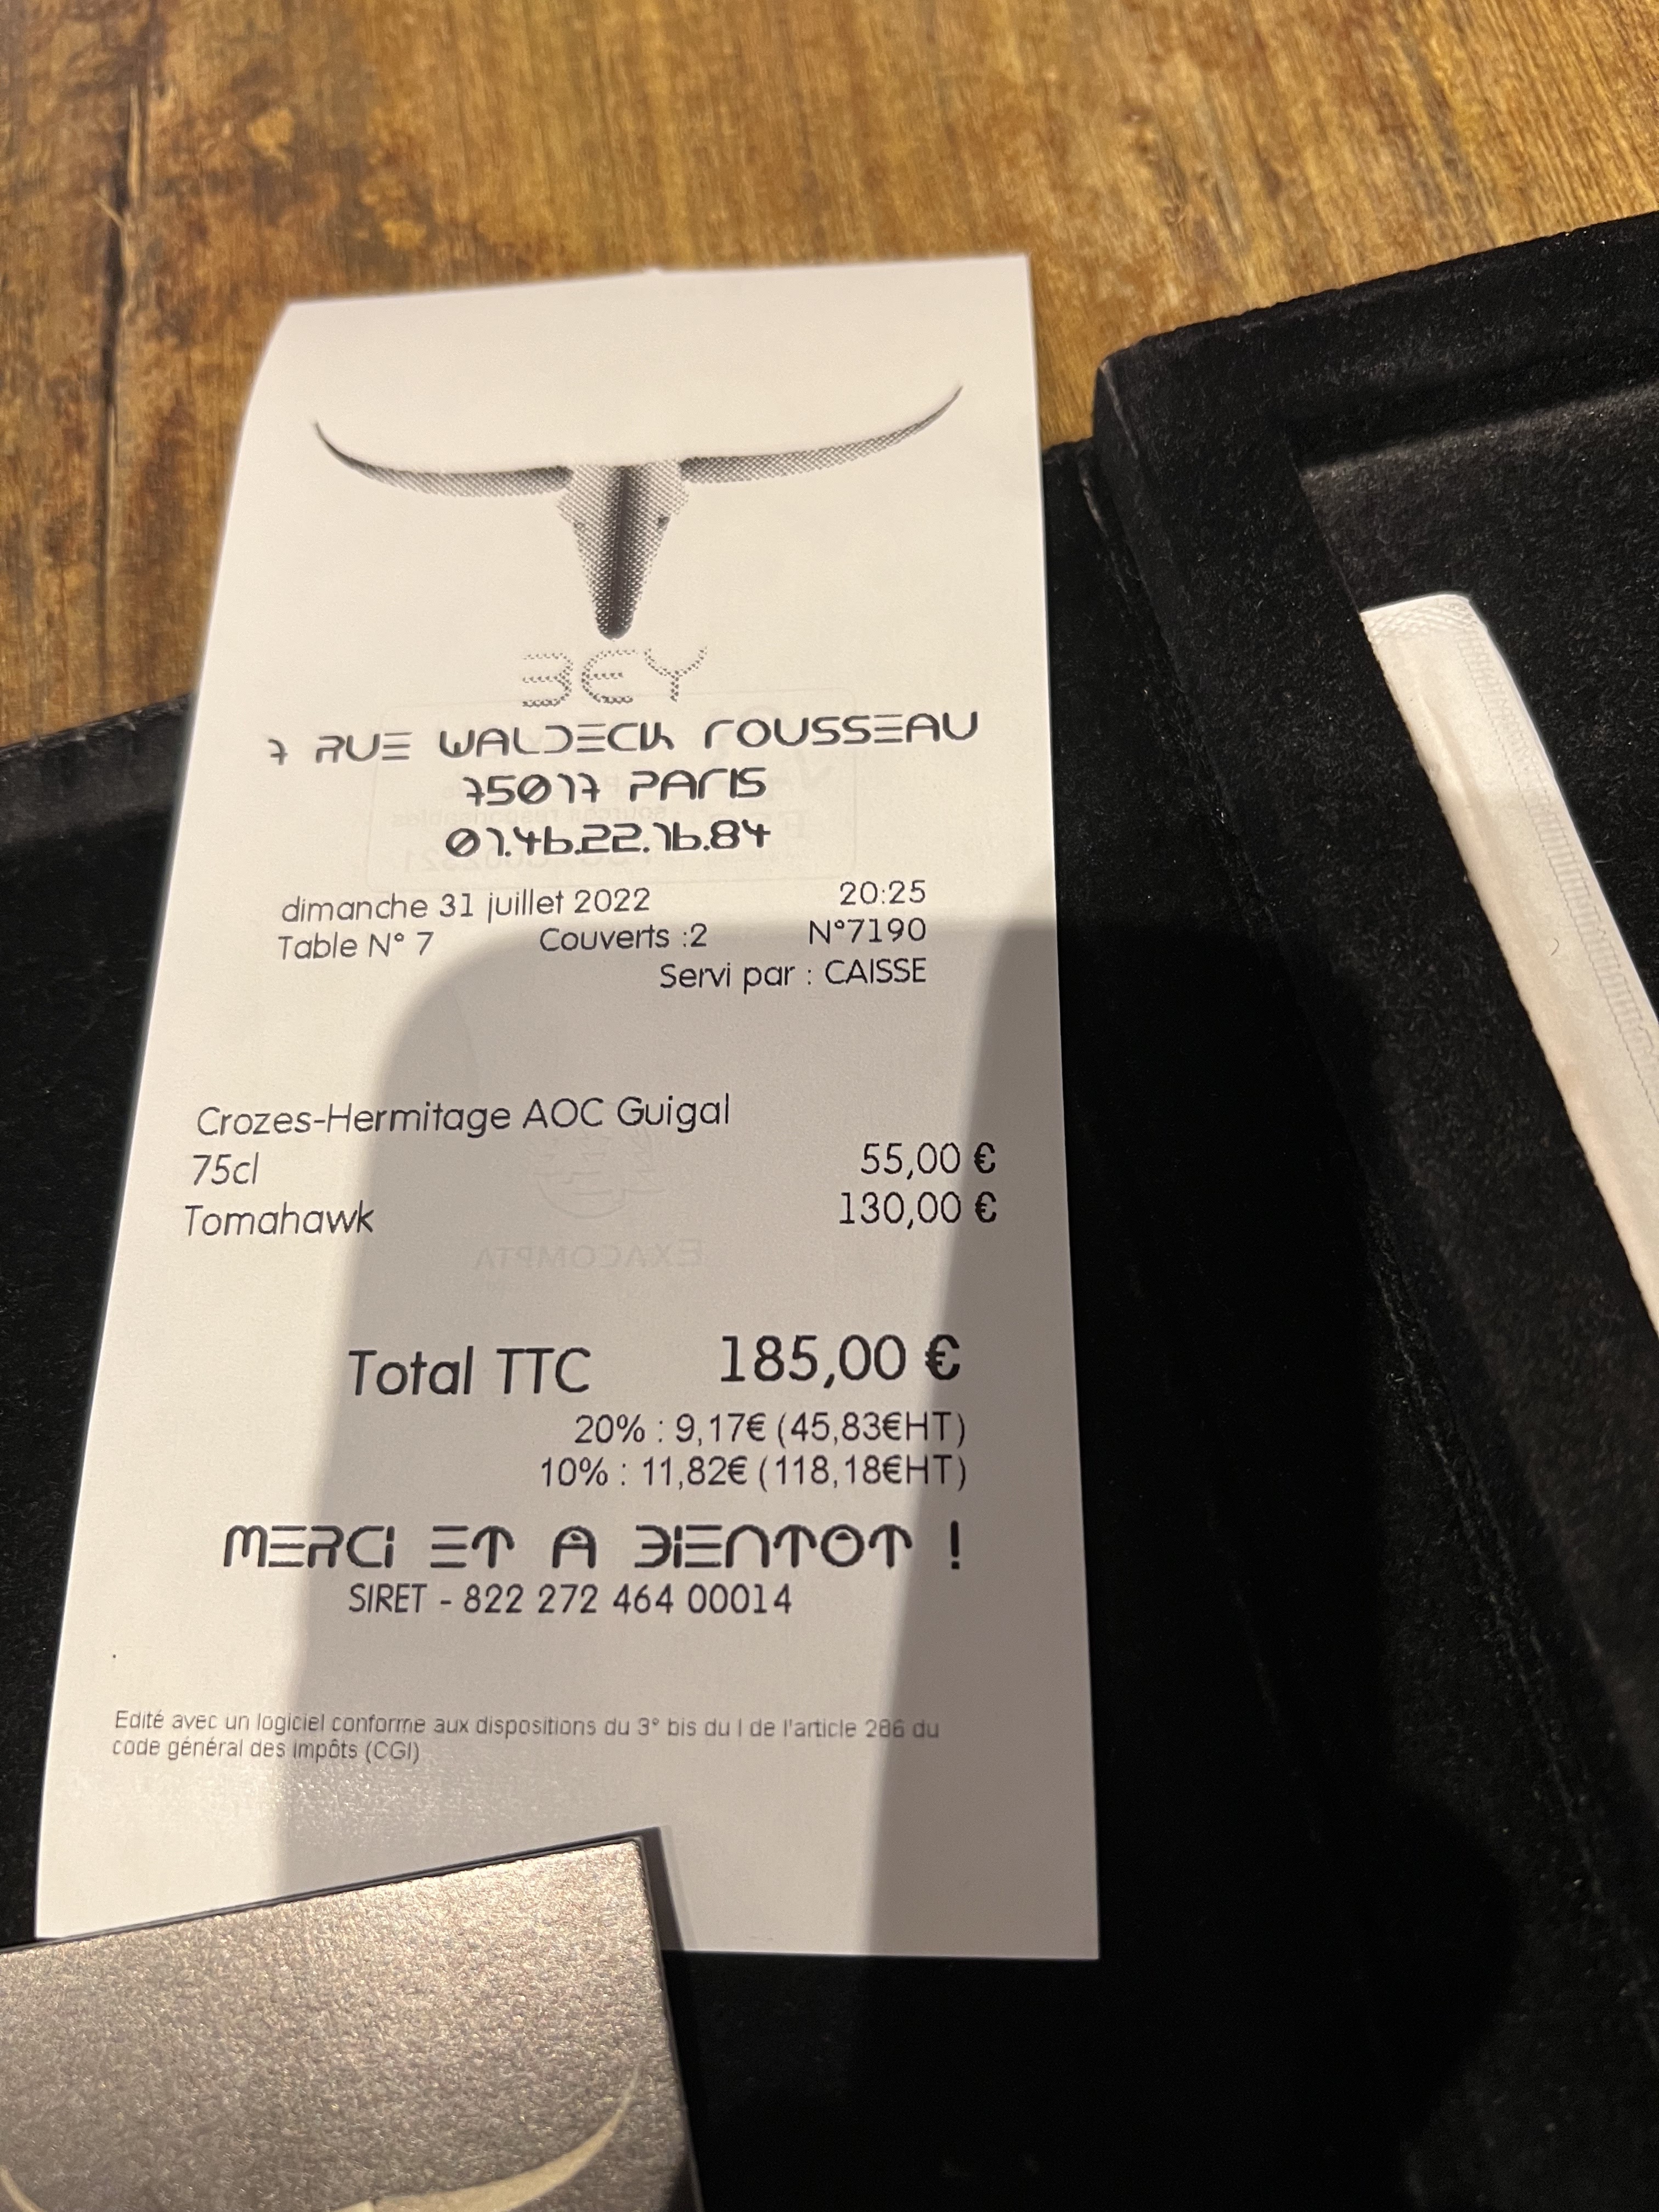 BEY
7 RUE WALDECK ROUSSEAU
75017 PARIS
01.46.22.16.84
dimanche 31 juillet 2022 20:25
Table N° 7 Couverts :2 N°7190
Servi par : CAISSE
Crozes-Hermitage AOC Guigal
75cl 55,00 €
Tomahawk 130,00 €
EXACOMPTA
Total TTC 185,00 €
20% : 9,17€ (45,83€HT)
10% : 11,82€ (118,18€HT)
MERCI ET A BIENTOT !
SIRET - 822 272 464 00014
Edité avec un logiciel conforme aux dispositions du 3° bis du I de l'article 286 du
code général des impôts (CGI)